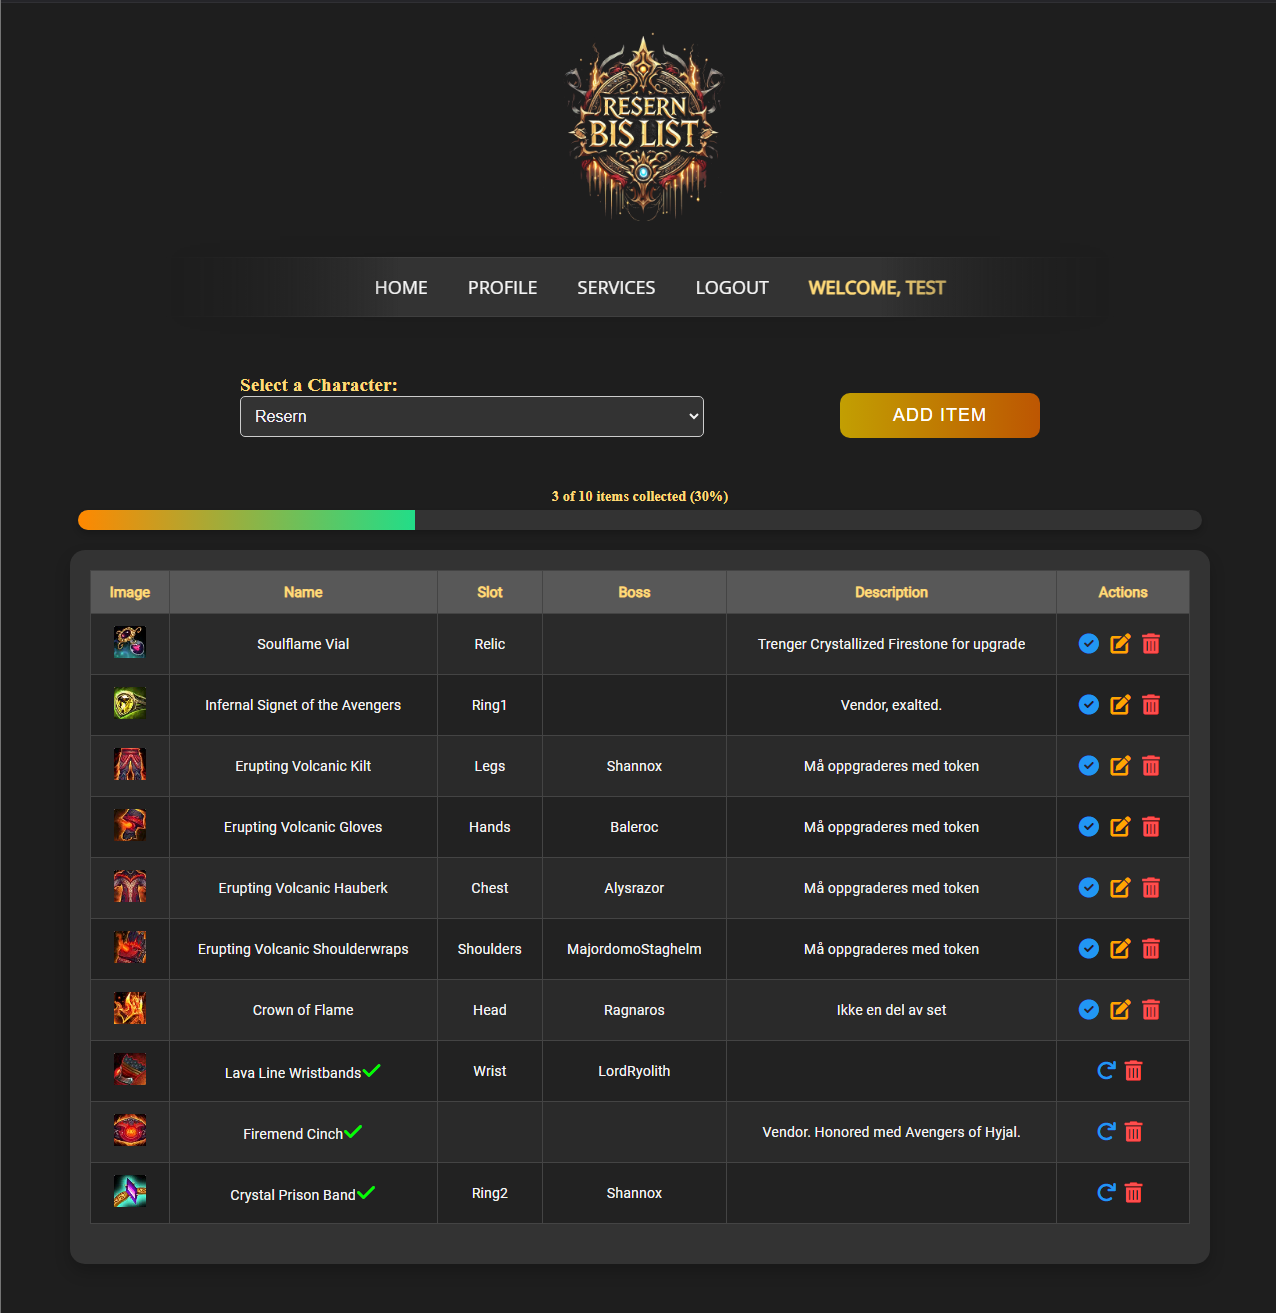 RESERN
BIS LIST
HOME PROFILE SERVICES LOGOUT WELCOME, TEST
Select a Character:
Resern
ADD ITEM
3 of 10 items collected (30%)
Image Name Slot Boss Description Actions
Soulflame Vial Relic Trenger Crystallized Firestone for upgrade
Infernal Signet of the Avengers Ring1 Vendor, exalted.
Erupting Volcanic Kilt Legs Shannox Må oppgraderes med token
Erupting Volcanic Gloves Hands Baleroc Må oppgraderes med token
Erupting Volcanic Hauberk Chest Alysrazor Må oppgraderes med token
Erupting Volcanic Shoulderwraps Shoulders MajordomoStaghelm Må oppgraderes med token
Crown of Flame Head Ragnaros Ikke en del av set
Lava Line Wristbands Wrist LordRyolith
Firemend Cinch Vendor. Honored med Avengers of Hyjal.
Crystal Prison Band Ring2 Shannox